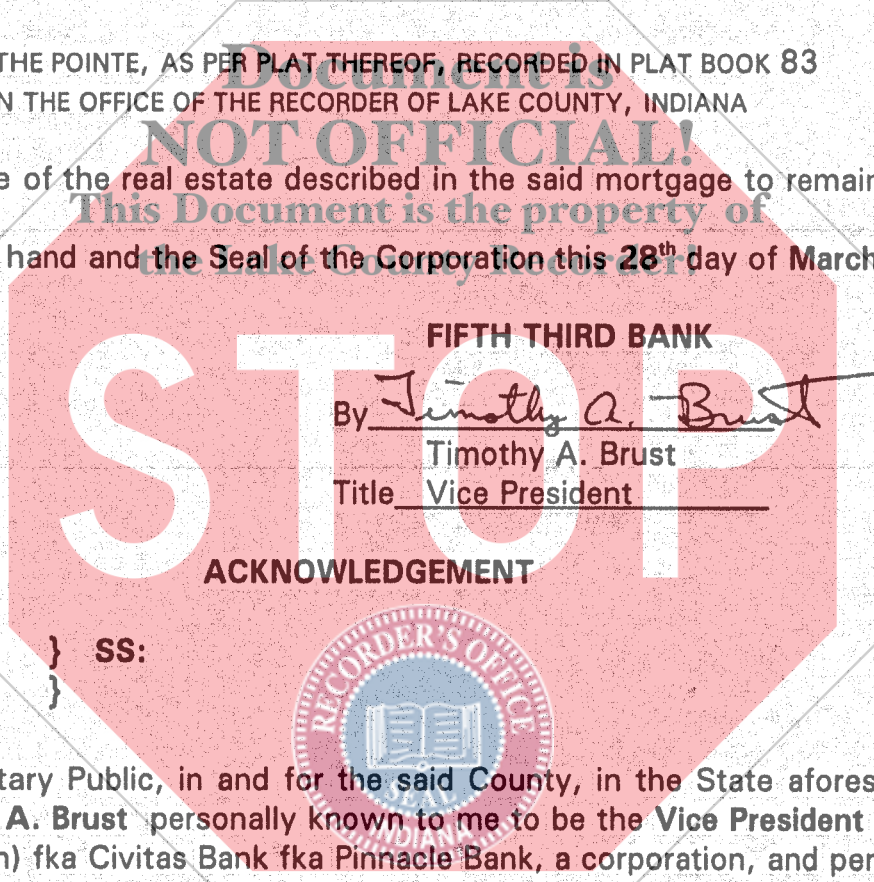 THE POINTE, AS PER PLAT THEREOF, RECORDED IN PLAT BOOK 83
Document is
N THE OFFICE OF THE RECORDER OF LAKE COUNTY, INDIANA
NOT OFFICIAL!
e of the real estate described in the said mortgage to remain
This Document is the property of
hand and the Seal of the Corporation this 28th day of March
the Lake County Recorder!
FIFTH THIRD BANK
STOP
By Timothy A. Brust
Timothy A. Brust
Title Vice President
ACKNOWLEDGEMENT
} SS:
}
RECORDER'S OFFICE
SEAL
INDIANA
tary Public, in and for the said County, in the State afores
A. Brust personally known to me to be the Vice President
n) fka Civitas Bank fka Pinnacle Bank, a corporation, and per